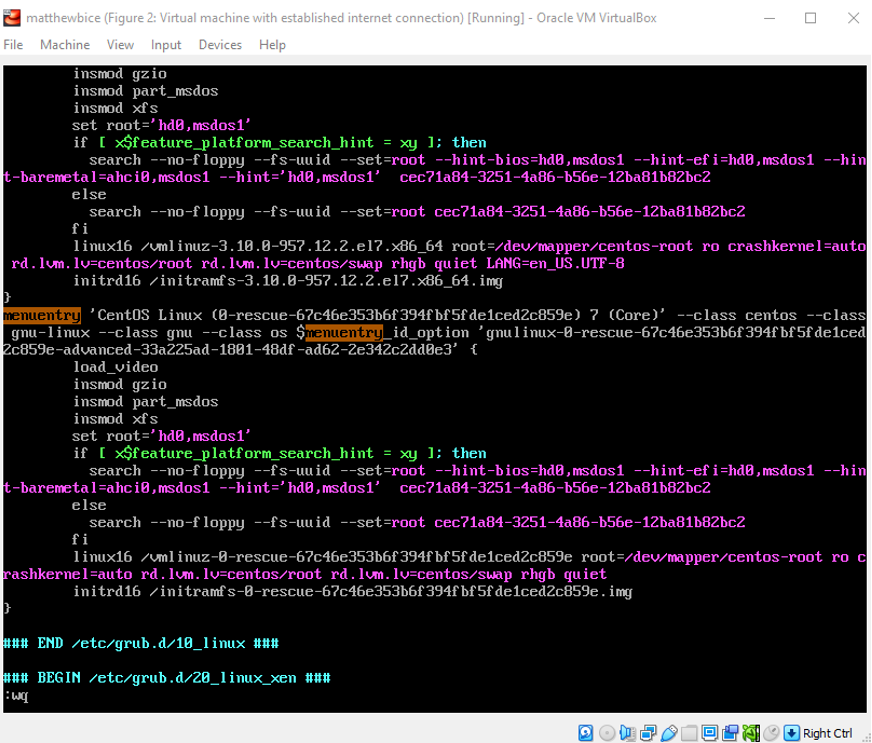 matthewbice (Figure 2: Virtual machine with established internet connection) [Running] - Oracle VM VirtualBox
File Machine View Input Devices Help
insmod gzio
insmod part_msdos
insmod xfs
set root='hd0,msdos1'
if [ x$feature_platform_search_hint = xy ]; then
search --no-floppy --fs-uuid --set=root --hint-bios=hd0,msdos1 --hint-efi=hd0,msdos1 --hin
t-baremetal=ahci0,msdos1 --hint='hd0,msdos1'  cec71a84-3251-4a86-b56e-12ba81b82bc2
else
search --no-floppy --fs-uuid --set=root cec71a84-3251-4a86-b56e-12ba81b82bc2
fi
linux16 /vmlinuz-3.10.0-957.12.2.el7.x86_64 root=/dev/mapper/centos-root ro crashkernel=auto
rd.lvm.lv=centos/root rd.lvm.lv=centos/swap rhgb quiet LANG=en_US.UTF-8
initrd16 /initramfs-3.10.0-957.12.2.el7.x86_64.img
}
menuentry 'CentOS Linux (0-rescue-67c46e353b6f394fbf5fde1ced2c859e) 7 (Core)' --class centos --class
gnu-linux --class gnu --class os $menuentry_id_option 'gnulinux-0-rescue-67c46e353b6f394fbf5fde1ced
2c859e-advanced-33a225ad-1801-48df-ad62-2e342c2dd0e3' {
load_video
insmod gzio
insmod part_msdos
insmod xfs
set root='hd0,msdos1'
if [ x$feature_platform_search_hint = xy ]; then
search --no-floppy --fs-uuid --set=root --hint-bios=hd0,msdos1 --hint-efi=hd0,msdos1 --hin
t-baremetal=ahci0,msdos1 --hint='hd0,msdos1'  cec71a84-3251-4a86-b56e-12ba81b82bc2
else
search --no-floppy --fs-uuid --set=root cec71a84-3251-4a86-b56e-12ba81b82bc2
fi
linux16 /vmlinuz-0-rescue-67c46e353b6f394fbf5fde1ced2c859e root=/dev/mapper/centos-root ro c
rashkernel=auto rd.lvm.lv=centos/root rd.lvm.lv=centos/swap rhgb quiet
initrd16 /initramfs-0-rescue-67c46e353b6f394fbf5fde1ced2c859e.img
}
### END /etc/grub.d/10_linux ###
### BEGIN /etc/grub.d/20_linux_xen ###
:wq
Right Ctrl